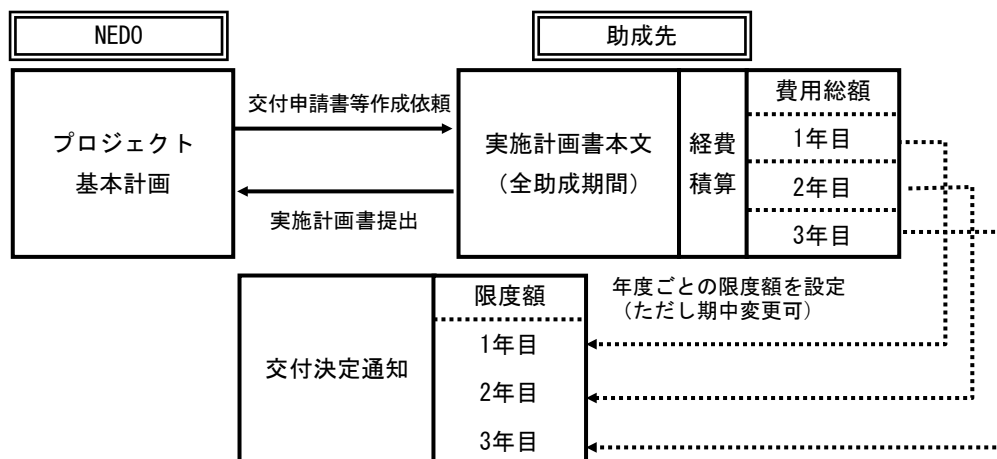 NEDO
助成先
プロジェクト
基本計画
交付申請書等作成依頼
実施計画書提出
実施計画書本文
（全助成期間）
経費
積算
費用総額
1年目
2年目
3年目
交付決定通知
限度額
1年目
2年目
3年目
年度ごとの限度額を設定
（ただし期中変更可）